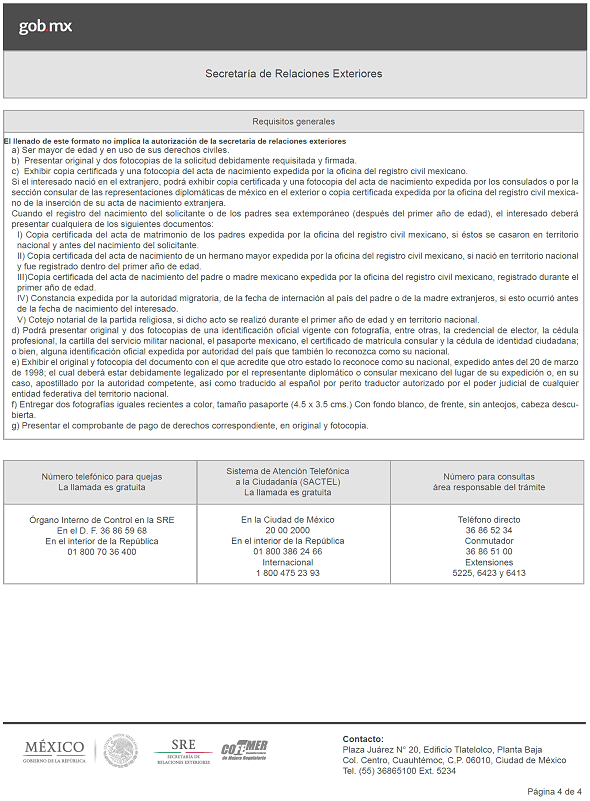 gob.mx
Secretaría de Relaciones Exteriores
Requisitos generales
El llenado de este formato no implica la autorización de la secretaria de relaciones exteriores
a) Ser mayor de edad y en uso de sus derechos civiles.
b) Presentar original y dos fotocopias de la solicitud debidamente requisitada y firmada.
c) Exhibir copia certificada y una fotocopia del acta de nacimiento expedida por la oficina del registro civil mexicano.
Si el interesado nació en el extranjero, podrá exhibir copia certificada y una fotocopia del acta de nacimiento expedida por los consulados o por la
sección consular de las representaciones diplomáticas de méxico en el exterior o copia certificada expedida por la oficina del registro civil mexica-
no de la inserción de su acta de nacimiento extranjera.
Cuando el registro del nacimiento del solicitante o de los padres sea extemporáneo (después del primer año de edad), el interesado deberá
presentar cualquiera de los siguientes documentos:
I) Copia certificada del acta de matrimonio de los padres expedida por la oficina del registro civil mexicano, si éstos se casaron en territorio
nacional y antes del nacimiento del solicitante.
II) Copia certificada del acta de nacimiento de un hermano mayor expedida por la oficina del registro civil mexicano, si nació en territorio nacional
y fue registrado dentro del primer año de edad.
III)Copia certificada del acta de nacimiento del padre o madre mexicano expedida por la oficina del registro civil mexicano, registrado durante el
primer año de edad.
IV) Constancia expedida por la autoridad migratoria, de la fecha de internación al país del padre o de la madre extranjeros, si esto ocurrió antes
de la fecha de nacimiento del interesado.
V) Cotejo notarial de la partida religiosa, si dicho acto se realizó durante el primer año de edad y en territorio nacional.
d) Podrá presentar original y dos fotocopias de una identificación oficial vigente con fotografía, entre otras, la credencial de elector, la cédula
profesional, la cartilla del servicio militar nacional, el pasaporte mexicano, el certificado de matrícula consular y la cédula de identidad ciudadana;
o bien, alguna identificación oficial expedida por autoridad del país que también lo reconozca como su nacional.
e) Exhibir el original y fotocopia del documento con el que acredite que otro estado lo reconoce como su nacional, expedido antes del 20 de marzo
de 1998; el cual deberá estar debidamente legalizado por el representante diplomático o consular mexicano del lugar de su expedición o, en su
caso, apostillado por la autoridad competente, así como traducido al español por perito traductor autorizado por el poder judicial de cualquier
entidad federativa del territorio nacional.
f) Entregar dos fotografías iguales recientes a color, tamaño pasaporte (4.5 x 3.5 cms.) Con fondo blanco, de frente, sin anteojos, cabeza descu-
bierta.
g) Presentar el comprobante de pago de derechos correspondiente, en original y fotocopia.
Número telefónico para quejas
La llamada es gratuita
Órgano Interno de Control en la SRE
En el D. F. 36 86 59 68
En el interior de la República
01 800 70 36 400
Sistema de Atención Telefónica
a la Ciudadanía (SACTEL)
La llamada es gratuita
En la Ciudad de México
20 00 2000
En el interior de la República
01 800 386 24 66
Internacional
1 800 475 23 93
Número para consultas
área responsable del trámite
Teléfono directo
36 86 52 34
Conmutador
36 86 51 00
Extensiones
5225, 6423 y 6413
MÉXICO
GOBIERNO DE LA REPÚBLICA
SRE
SECRETARÍA DE
RELACIONES EXTERIORES
COFEMER
de Mejora Regulatoria
Contacto:
Plaza Juárez N° 20, Edificio Tlatelolco, Planta Baja
Col. Centro, Cuauhtémoc, C.P. 06010, Ciudad de México
Tel. (55) 36865100 Ext. 5234
Página 4 de 4